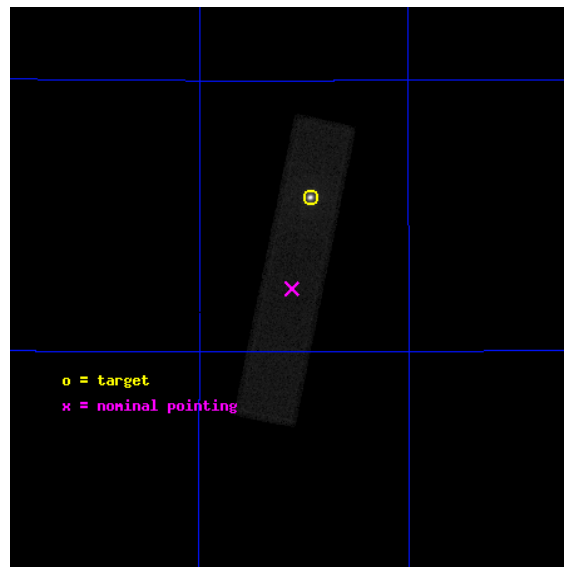 o = target
x = nominal pointing